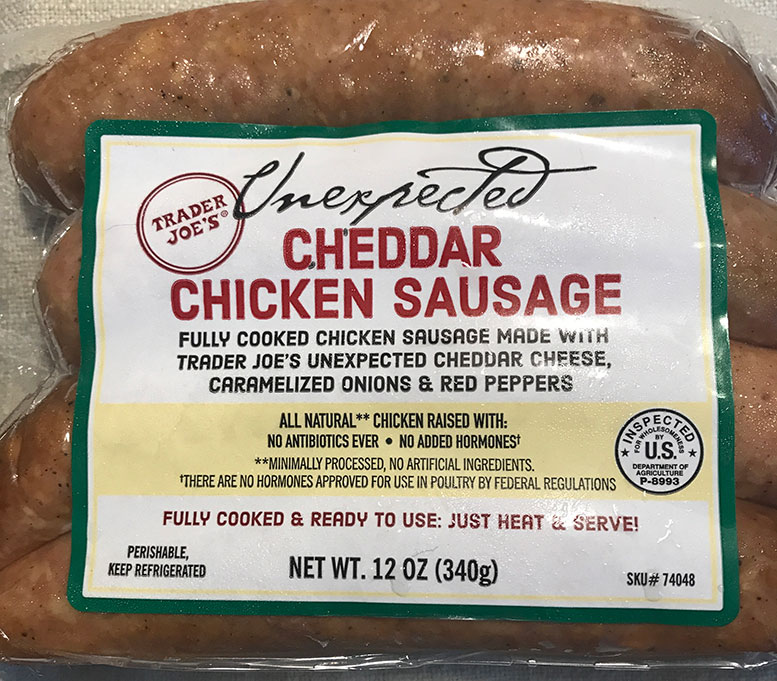 TRADER
JOE'S®
Unexpected
CHEDDAR
CHICKEN SAUSAGE
FULLY COOKED CHICKEN SAUSAGE MADE WITH
TRADER JOE'S UNEXPECTED CHEDDAR CHEESE,
CARAMELIZED ONIONS & RED PEPPERS
ALL NATURAL** CHICKEN RAISED WITH:
NO ANTIBIOTICS EVER • NO ADDED HORMONES†
**MINIMALLY PROCESSED, NO ARTIFICIAL INGREDIENTS.
†THERE ARE NO HORMONES APPROVED FOR USE IN POULTRY BY FEDERAL REGULATIONS
INSPECTED
FOR WHOLESOMENESS
BY
U.S.
DEPARTMENT OF
AGRICULTURE
P-8993
FULLY COOKED & READY TO USE: JUST HEAT & SERVE!
PERISHABLE,
KEEP REFRIGERATED
NET WT. 12 OZ (340g)
SKU# 74048